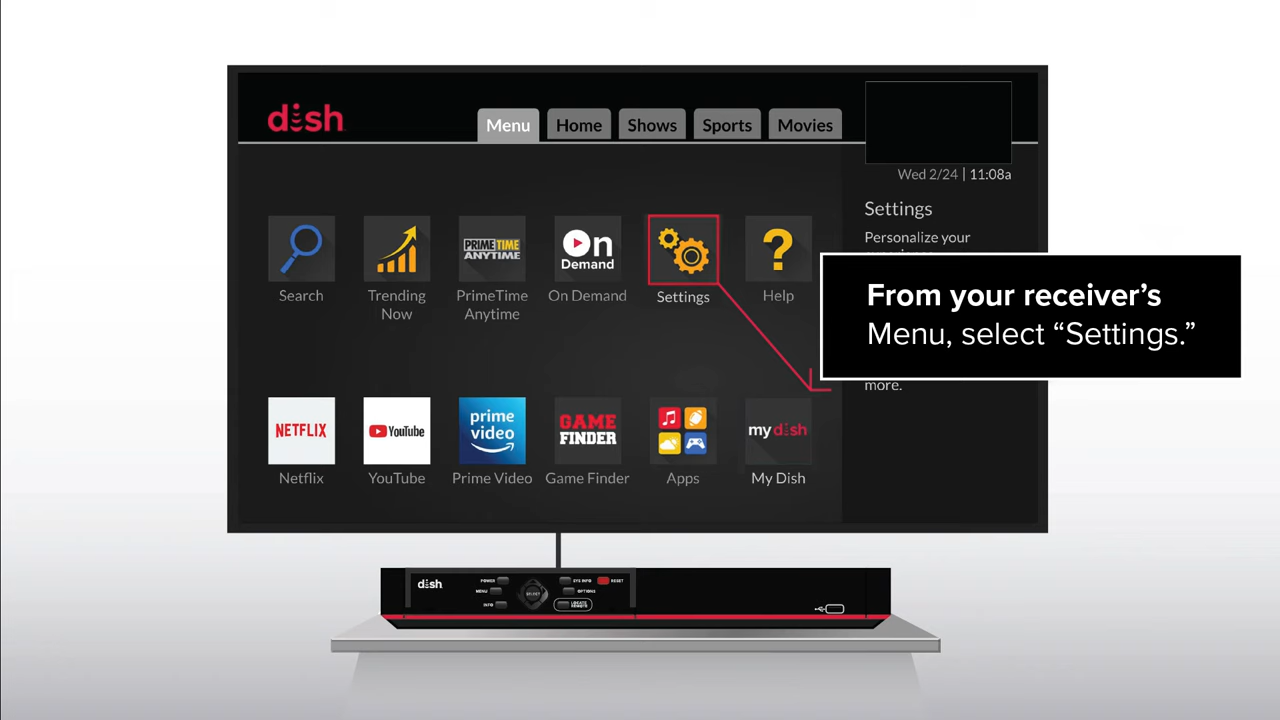 dish
Menu
Home
Shows
Sports
Movies
Wed 2/24 | 11:08a
Settings
Personalize your
more.
From your receiver's
Menu, select “Settings.”
Search
Trending
Now
PRIMETIME
ANYTIME
PrimeTime
Anytime
On
Demand
On Demand
Settings
Help
NETFLIX
Netflix
YouTube
YouTube
prime
video
Prime Video
GAME
FINDER
Game Finder
Apps
my dish
My Dish
dish
POWER
MENU
INFO
SELECT
SYS INFO
RESET
OPTIONS
LOCATE
REMOTE